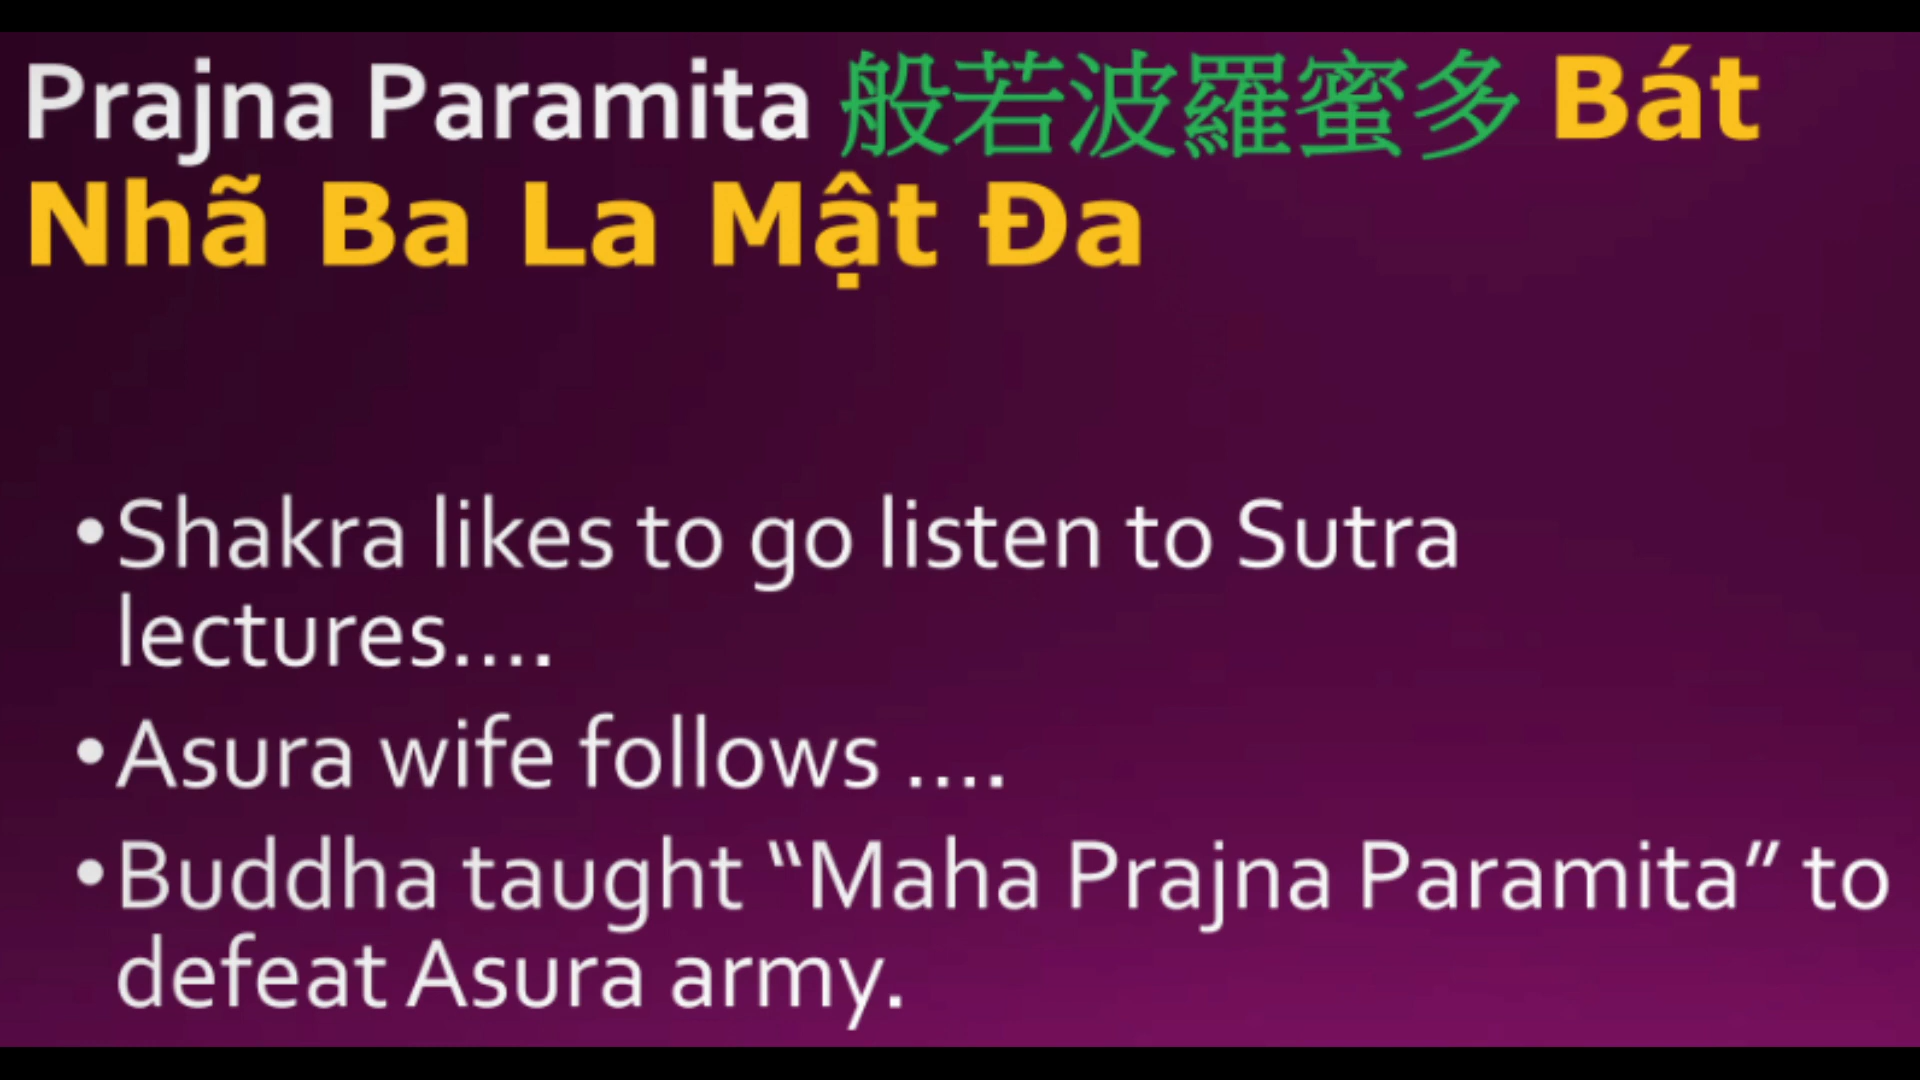 Prajna Paramita 般若波羅蜜多 Bát
Nhã Ba La Mật Đa
•Shakra likes to go listen to Sutra
lectures....
•Asura wife follows ....
•Buddha taught “Maha Prajna Paramita” to
defeat Asura army.